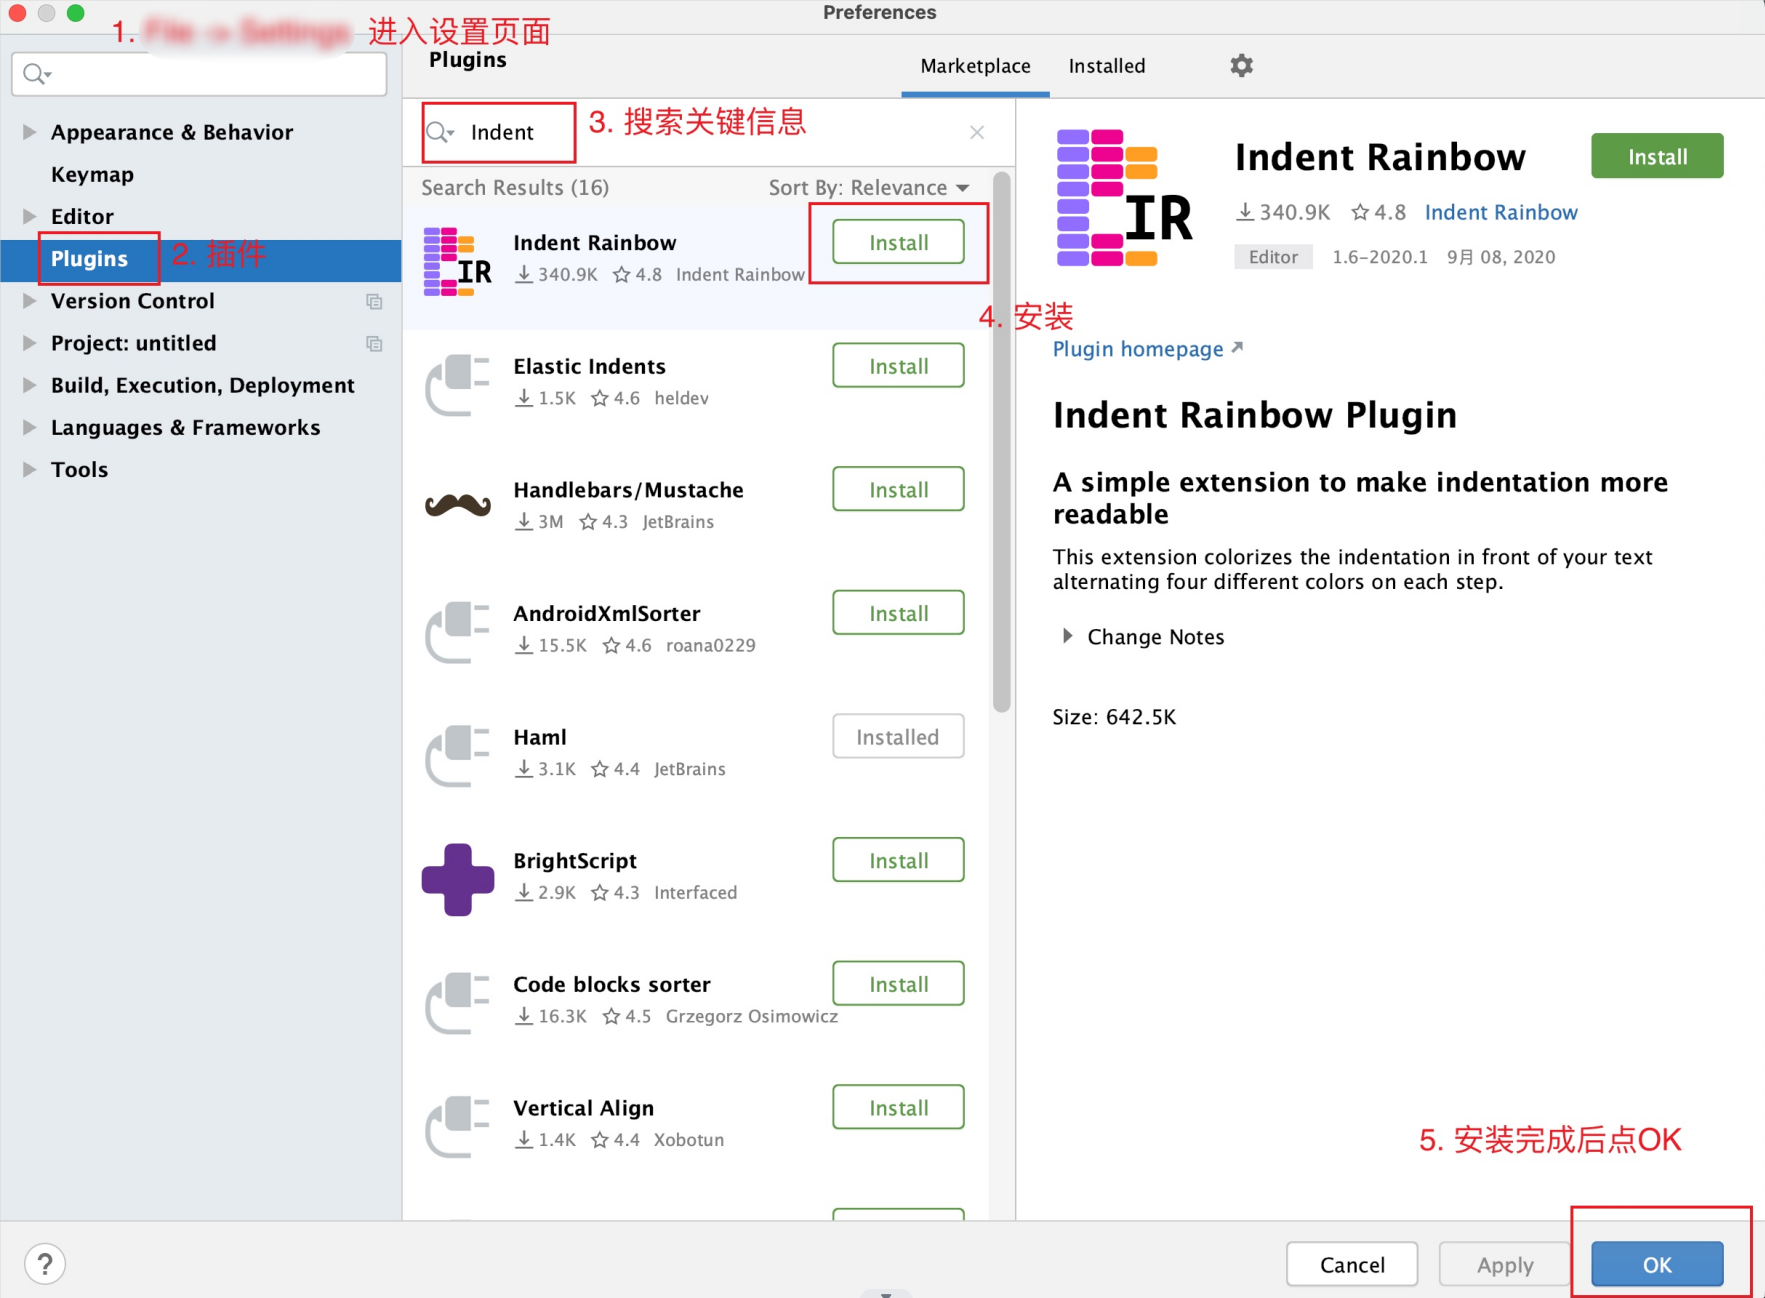 Preferences
1. File -> Settings 进入设置页面
Plugins
Marketplace
Installed
Appearance & Behavior
Keymap
Editor
Plugins
2. 插件
Version Control
Project: untitled
Build, Execution, Deployment
Languages & Frameworks
Tools
Indent
3. 搜索关键信息
Search Results (16)
Sort By: Relevance
Indent Rainbow
340.9K 4.8 Indent Rainbow
Install
4. 安装
Elastic Indents
1.5K 4.6 heldev
Install
Handlebars/Mustache
3M 4.3 JetBrains
Install
AndroidXmlSorter
15.5K 4.6 roana0229
Install
Haml
3.1K 4.4 JetBrains
Installed
BrightScript
2.9K 4.3 Interfaced
Install
Code blocks sorter
16.3K 4.5 Grzegorz Osimowicz
Install
Vertical Align
1.4K 4.4 Xobotun
Install
IR
IR
Indent Rainbow
Install
340.9K 4.8 Indent Rainbow
Editor 1.6-2020.1 9月 08, 2020
Plugin homepage
Indent Rainbow Plugin
A simple extension to make indentation more
readable
This extension colorizes the indentation in front of your text
alternating four different colors on each step.
Change Notes
Size: 642.5K
5. 安装完成后点OK
?
Cancel
Apply
OK